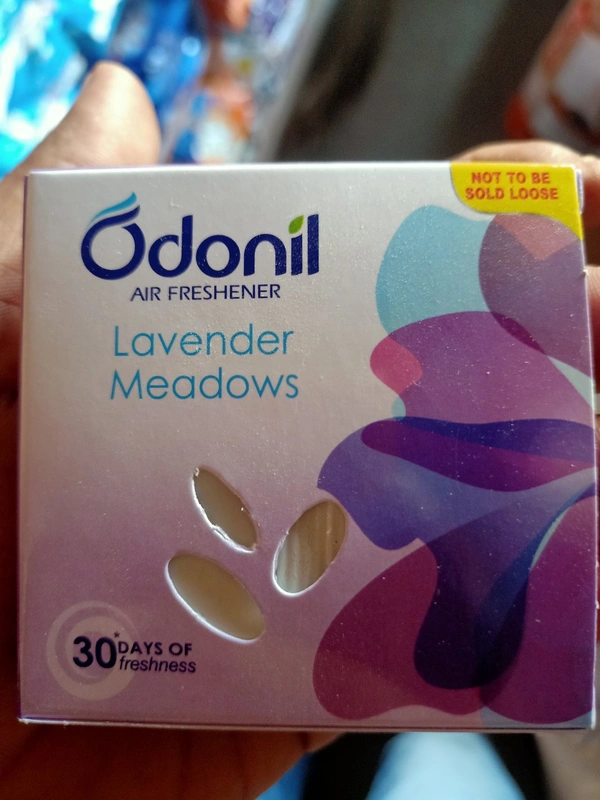 NOT TO BE
SOLD LOOSE
Odonil
AIR FRESHENER
Lavender
Meadows
30* DAYS OF
freshness